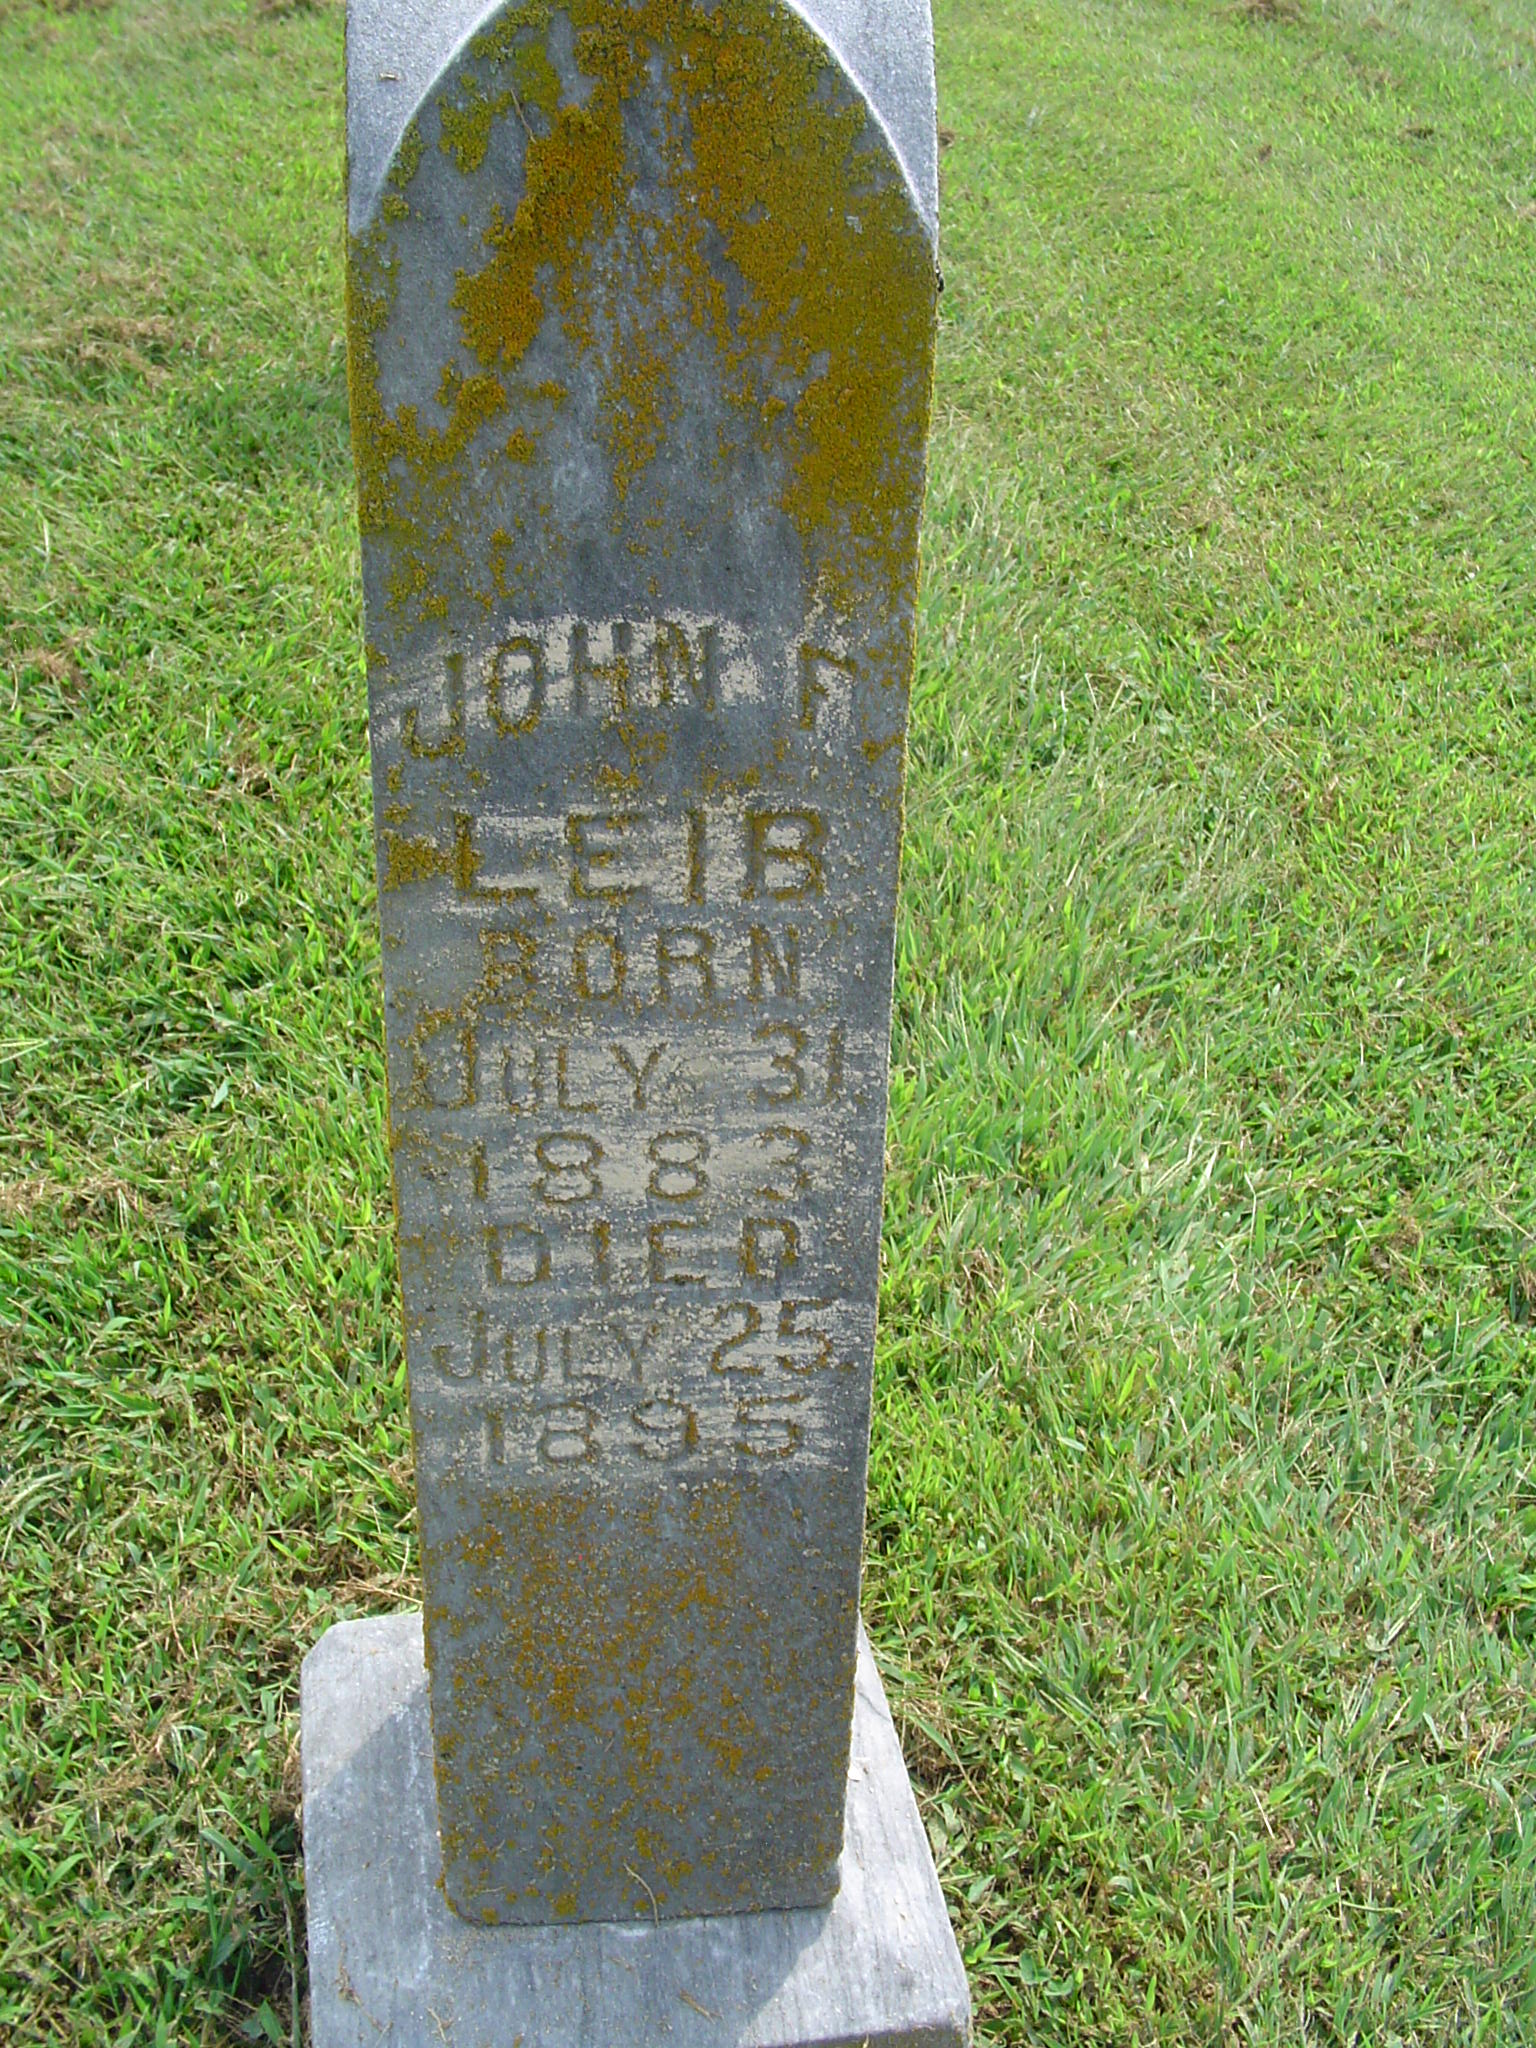 JOHN F
LEIB
BORN
JULY 31
1883
DIED
JULY 25
1895